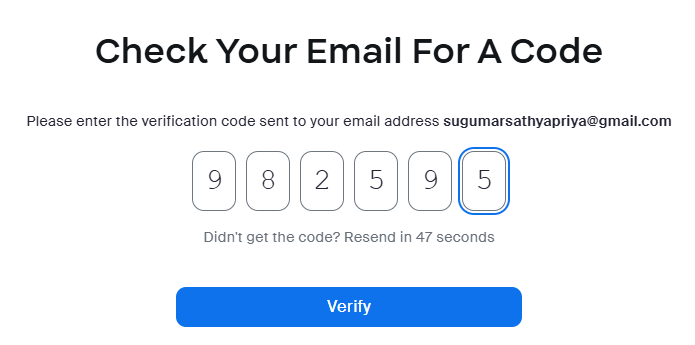 Check Your Email For A Code
Please enter the verification code sent to your email address sugumarsathyapriya@gmail.com
9 8 2 5 9 5
Didn't get the code? Resend in 47 seconds
Verify